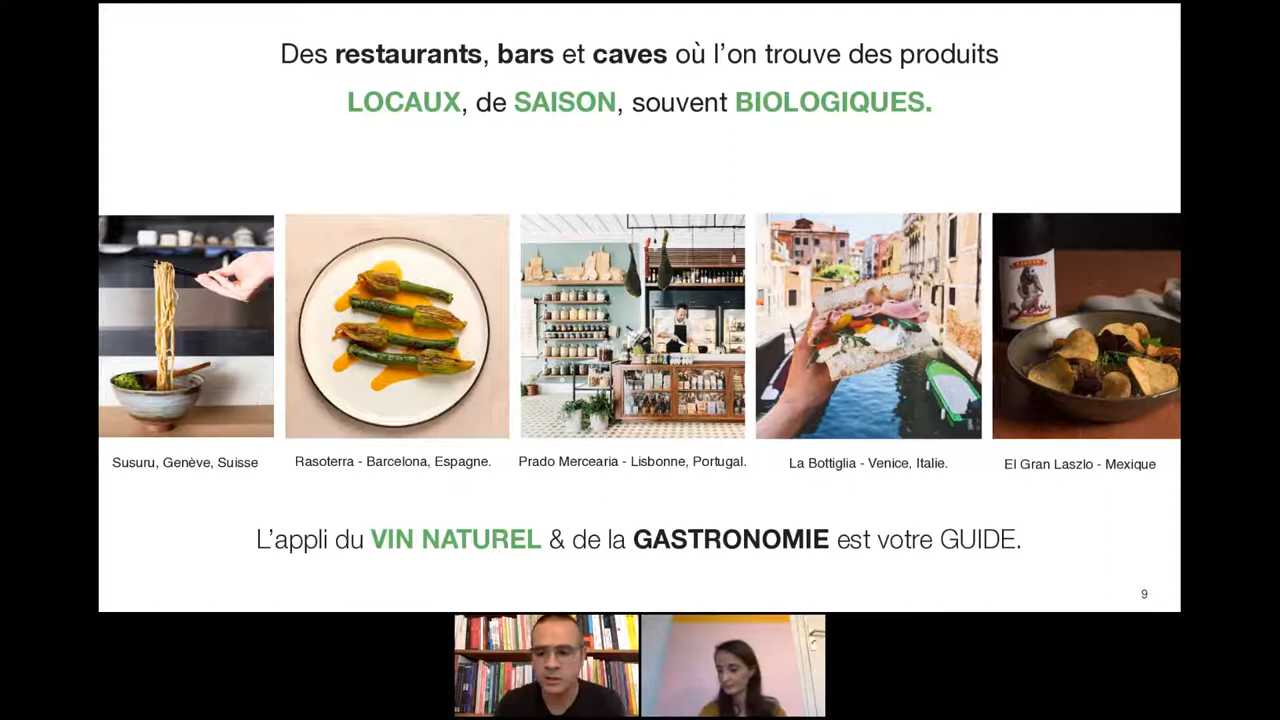 Des restaurants, bars et caves où l’on trouve des produits
LOCAUX, de SAISON, souvent BIOLOGIQUES.
Susuru, Genève, Suisse
Rasoterra - Barcelona, Espagne.
Prado Mercearia - Lisbonne, Portugal.
La Bottiglia - Venice, Italie.
El Gran Laszlo - Mexique
L’appli du VIN NATUREL & de la GASTRONOMIE est votre GUIDE.
9